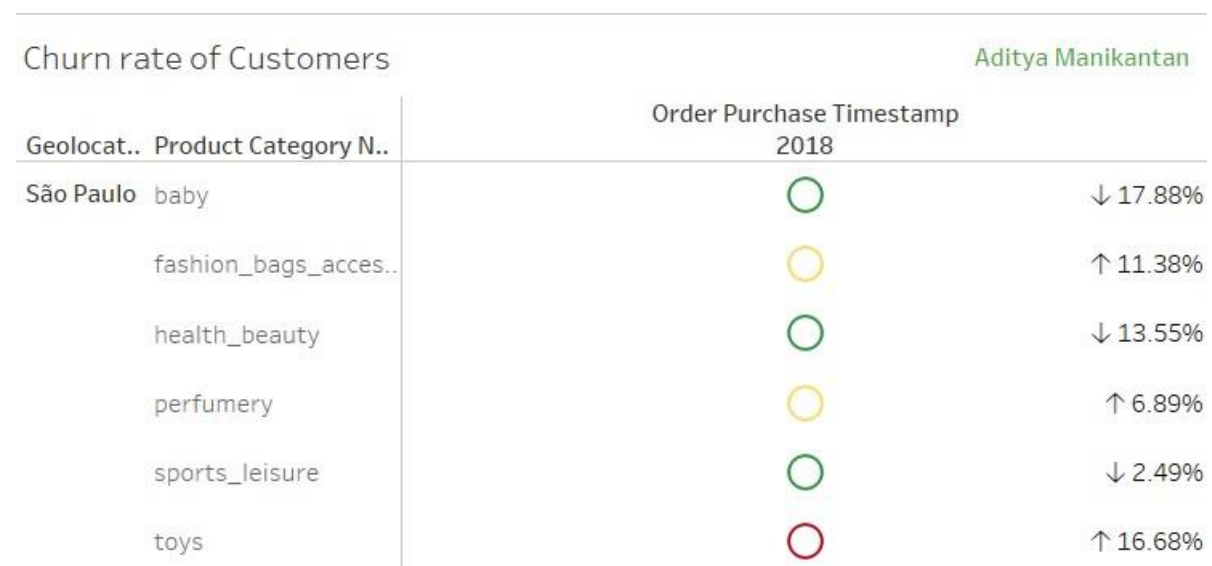 Churn rate of Customers Aditya Manikantan
Order Purchase Timestamp
Geolocat.. Product Category N.. 2018
São Paulo baby ↓ 17.88%
fashion_bags_acces.. ↑ 11.38%
health_beauty ↓ 13.55%
perfumery ↑ 6.89%
sports_leisure ↓ 2.49%
toys ↑ 16.68%